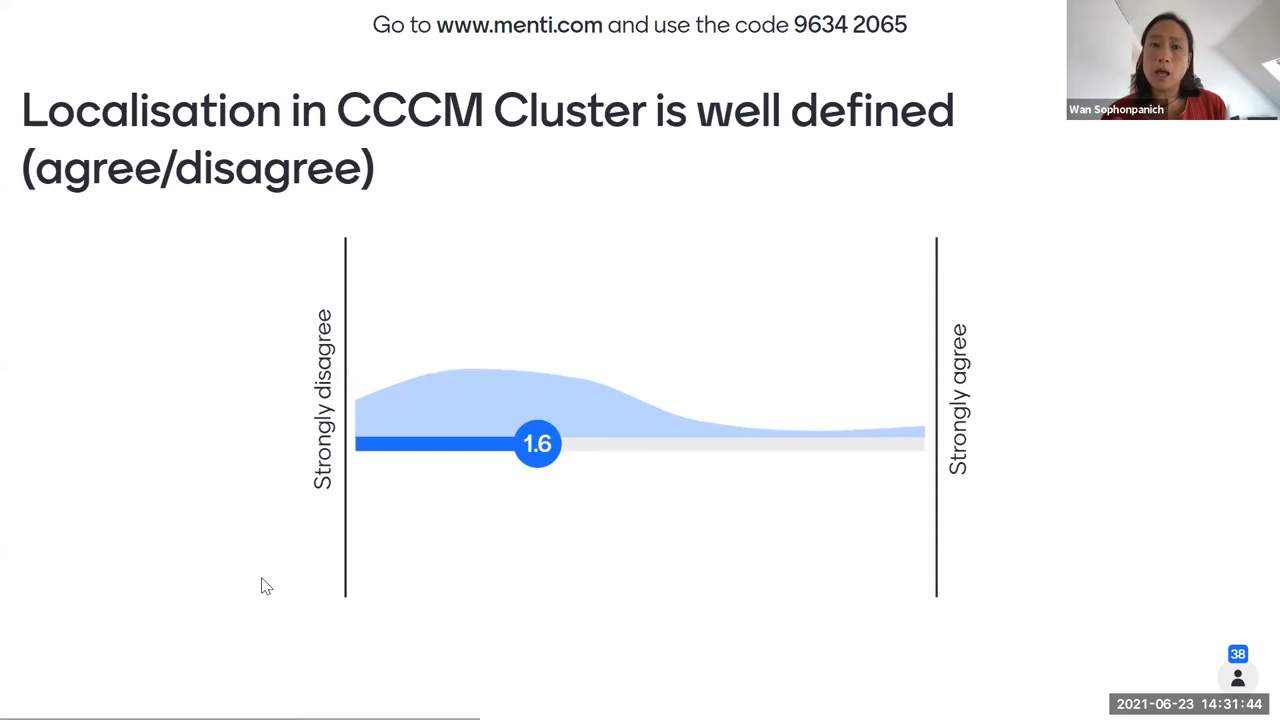 Go to www.menti.com and use the code 9634 2065
Wan Sophonpanich
Localisation in CCCM Cluster is well defined
(agree/disagree)
Strongly disagree
1.6
Strongly agree
38
2021-06-23 14:31:44